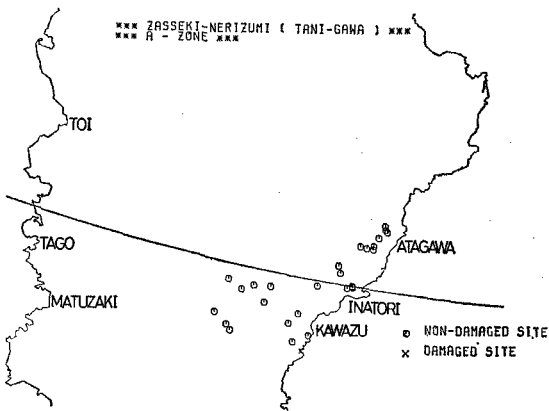 *** ZASSEKI-NERIZUMI ( TANI-GAWA ) ***
*** A - ZONE ***
TOI
TAGO
ATAGAWA
MATUZAKI
INATORI
KAWAZU
NON-DAMAGED SITE
× DAMAGED SITE